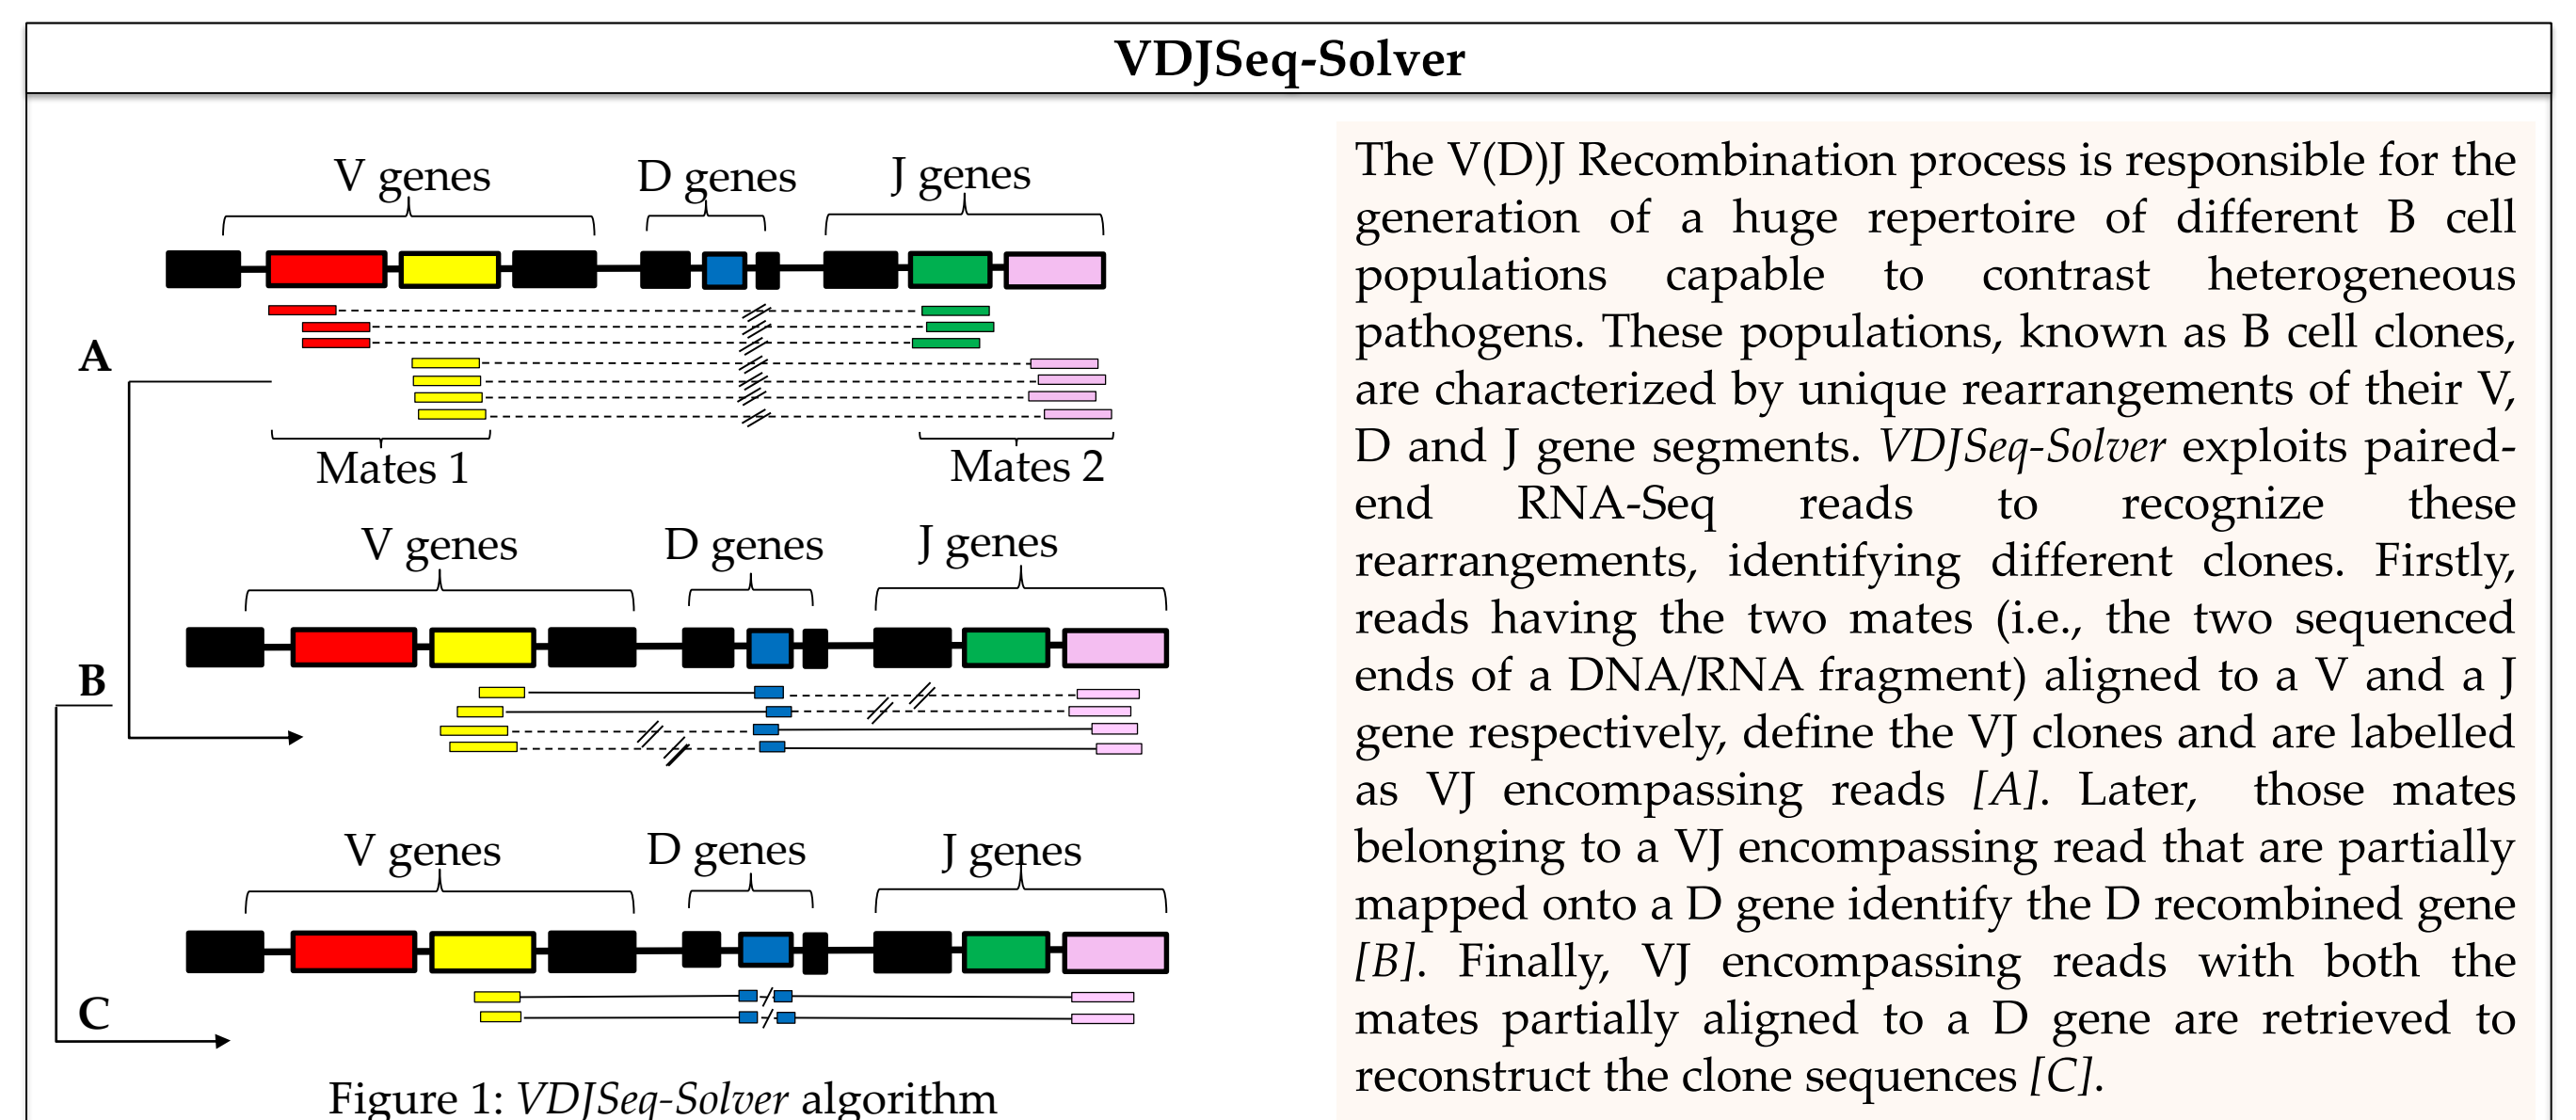 VDJSeq-Solver
V genes
D genes
J genes
A
Mates 1
Mates 2
V genes
D genes
J genes
B
V genes
D genes
J genes
C
Figure 1: VDJSeq-Solver algorithm
The V(D)J Recombination process is responsible for the
generation of a huge repertoire of different B cell
populations capable to contrast heterogeneous
pathogens. These populations, known as B cell clones,
are characterized by unique rearrangements of their V,
D and J gene segments. VDJSeq-Solver exploits paired-
end RNA-Seq reads to recognize these
rearrangements, identifying different clones. Firstly,
reads having the two mates (i.e., the two sequenced
ends of a DNA/RNA fragment) aligned to a V and a J
gene respectively, define the VJ clones and are labelled
as VJ encompassing reads [A]. Later, those mates
belonging to a VJ encompassing read that are partially
mapped onto a D gene identify the D recombined gene
[B]. Finally, VJ encompassing reads with both the
mates partially aligned to a D gene are retrieved to
reconstruct the clone sequences [C].